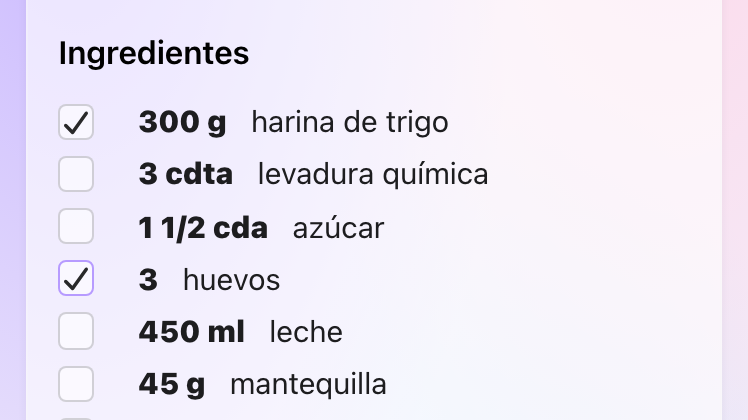 Ingredientes
300 g harina de trigo
3 cdta levadura química
1 1/2 cda azúcar
3 huevos
450 ml leche
45 g mantequilla